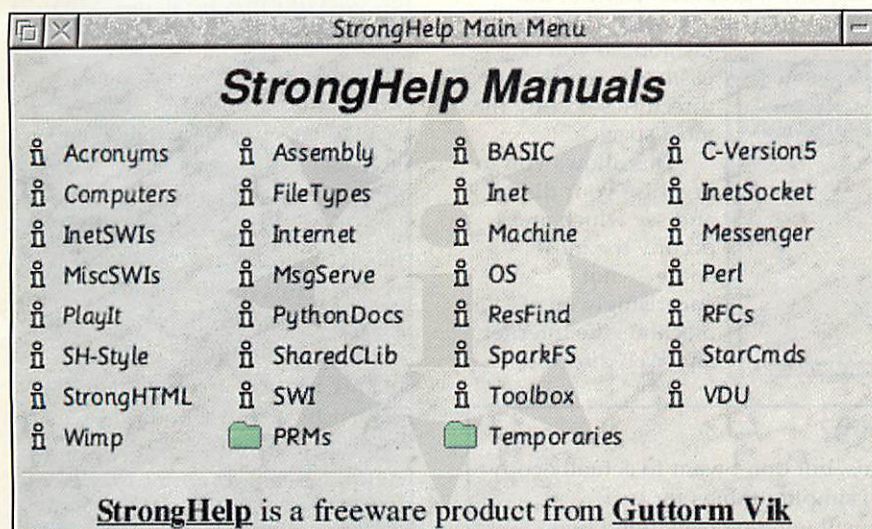 StrongHelp Main Menu
StrongHelp Manuals
Acronyms Assembly BASIC C-Version5
Computers FileTypes Inet InetSocket
InetSWIs Internet Machine Messenger
MiscSWIs MsgServe OS Perl
PlayIt PythonDocs ResFind RFCs
SH-Style SharedCLib SparkFS StarCmds
StrongHTML SWI Toolbox VDU
Wimp PRMs Temporaries
StrongHelp is a freeware product from Guttorm Vik